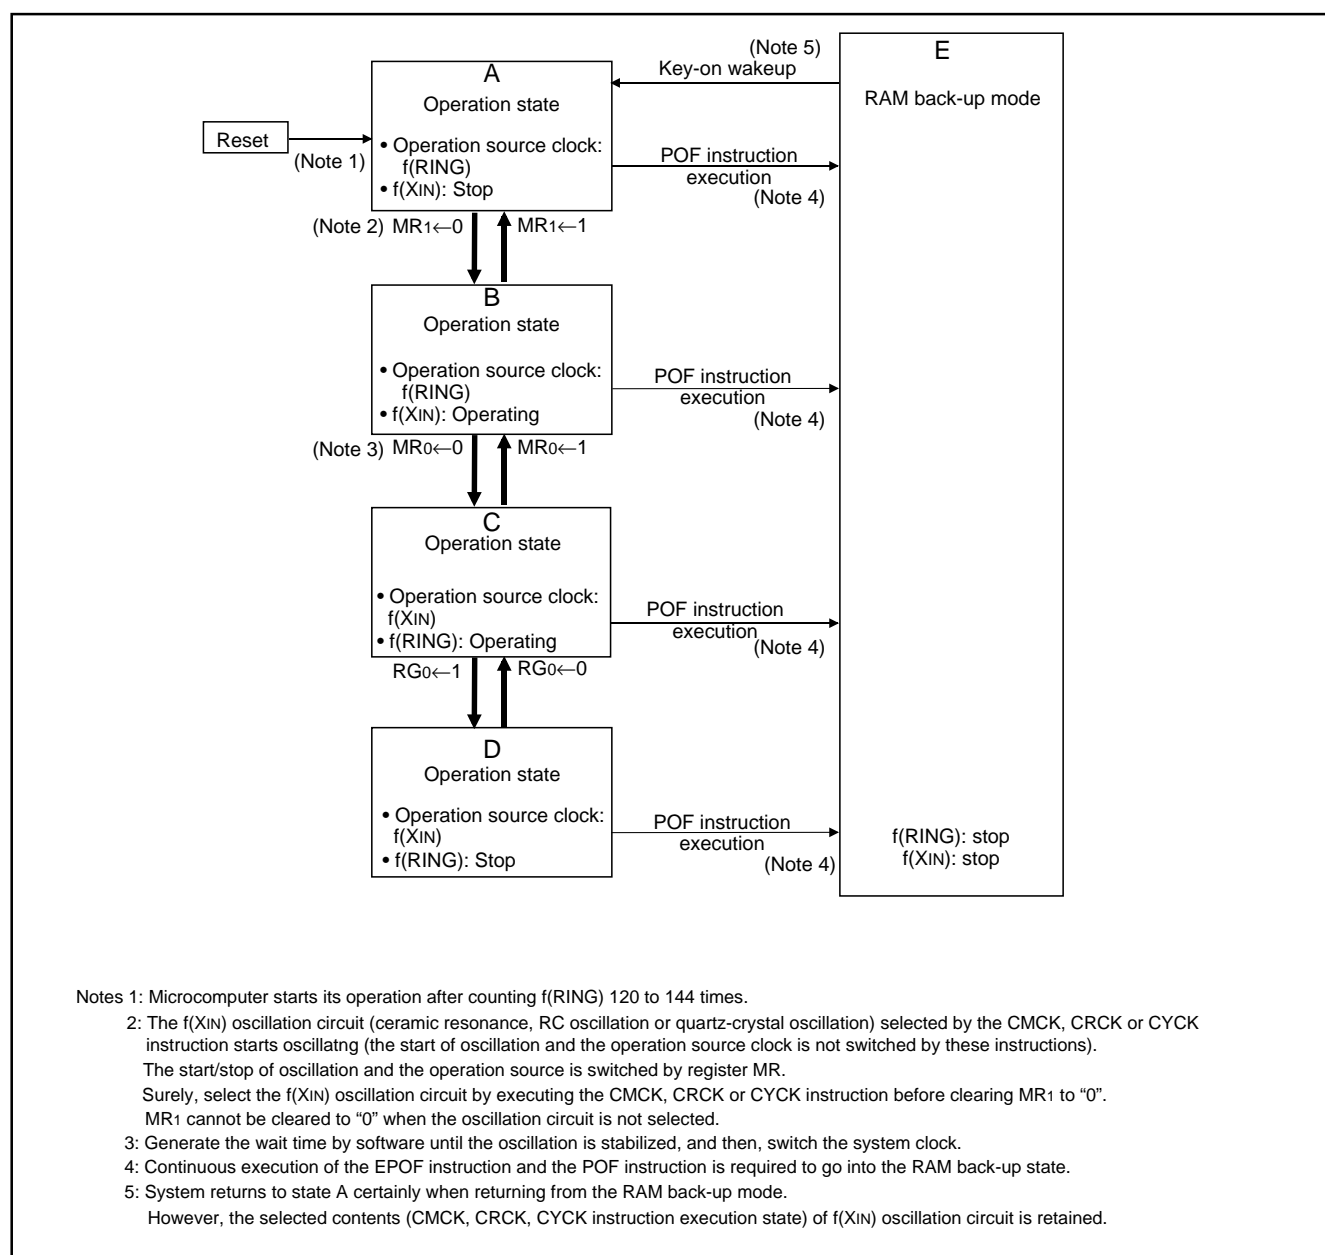 A
Operation state
Reset
(Note 1)
• Operation source clock:
f(RING)
• f(XIN): Stop
(Note 5)
Key-on wakeup
POF instruction
execution
(Note 4)
E
RAM back-up mode
(Note 2) MR1←0
MR1←1
B
Operation state
• Operation source clock:
f(RING)
• f(XIN): Operating
POF instruction
execution
(Note 4)
(Note 3) MR0←0
MR0←1
C
Operation state
• Operation source clock:
f(XIN)
• f(RING): Operating
POF instruction
execution
(Note 4)
RG0←1
RG0←0
D
Operation state
• Operation source clock:
f(XIN)
• f(RING): Stop
POF instruction
execution
(Note 4)
f(RING): stop
f(XIN): stop
Notes 1: Microcomputer starts its operation after counting f(RING) 120 to 144 times.
2: The f(XIN) oscillation circuit (ceramic resonance, RC oscillation or quartz-crystal oscillation) selected by the CMCK, CRCK or CYCK
instruction starts oscillatng (the start of oscillation and the operation source clock is not switched by these instructions).
The start/stop of oscillation and the operation source is switched by register MR.
Surely, select the f(XIN) oscillation circuit by executing the CMCK, CRCK or CYCK instruction before clearing MR1 to “0”.
MR1 cannot be cleared to “0” when the oscillation circuit is not selected.
3: Generate the wait time by software until the oscillation is stabilized, and then, switch the system clock.
4: Continuous execution of the EPOF instruction and the POF instruction is required to go into the RAM back-up state.
5: System returns to state A certainly when returning from the RAM back-up mode.
However, the selected contents (CMCK, CRCK, CYCK instruction execution state) of f(XIN) oscillation circuit is retained.